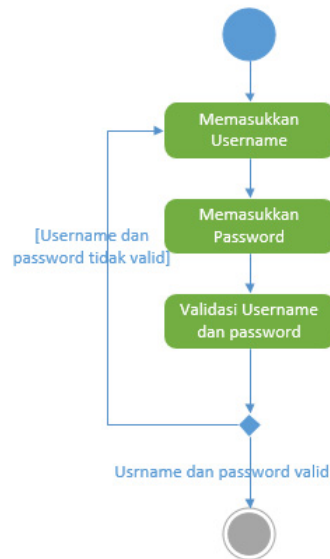 Memasukkan
Username
Memasukkan
Password
[Username dan
password tidak valid]
Validasi Username
dan password
Usrname dan password valid